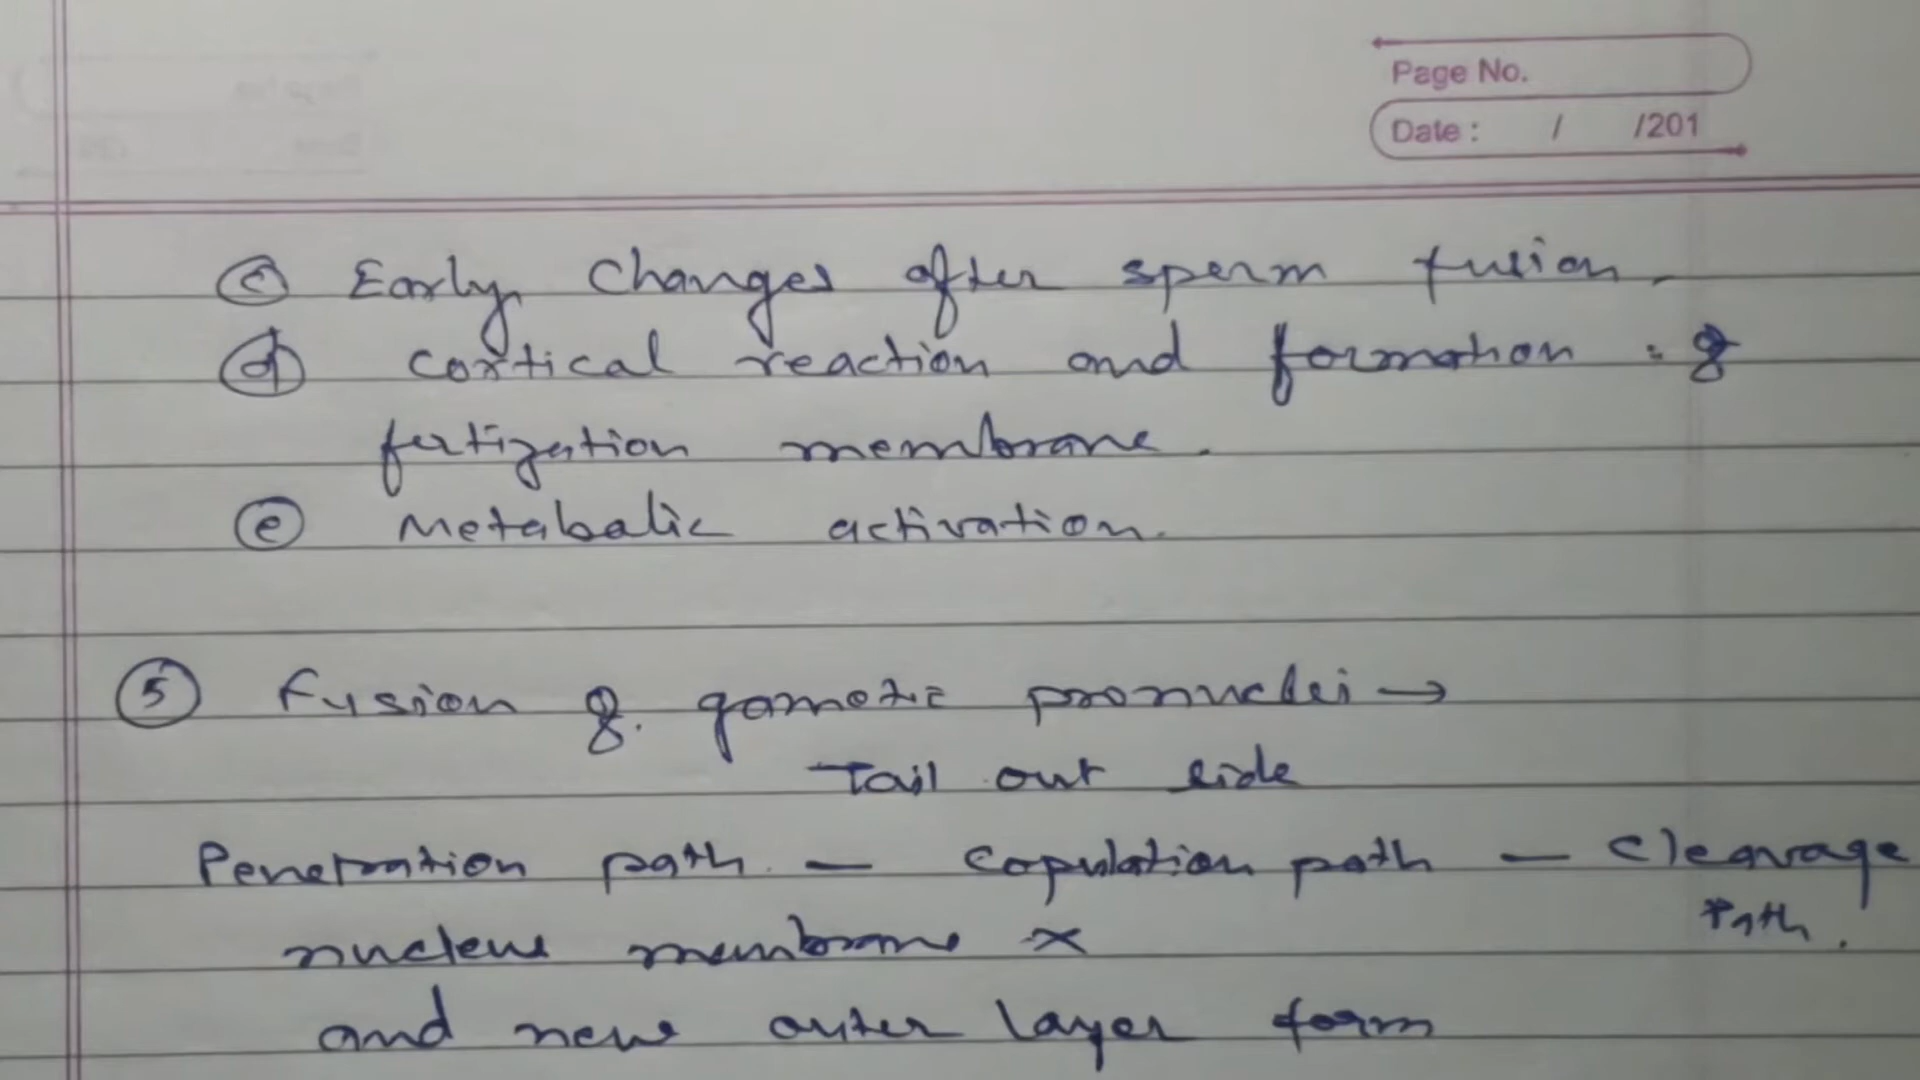 Page No.
Date : / /201
(c) Early changes after sperm fusion.
(d) cortical reaction and formation of
fertization membrane.
(e) Metabalic activation.
(5) Fusion of gametic pronuclei →
Tail out side
Penetration path. — copulation path — cleavage
Path.
nucleus membrane ×
and new outer layer form